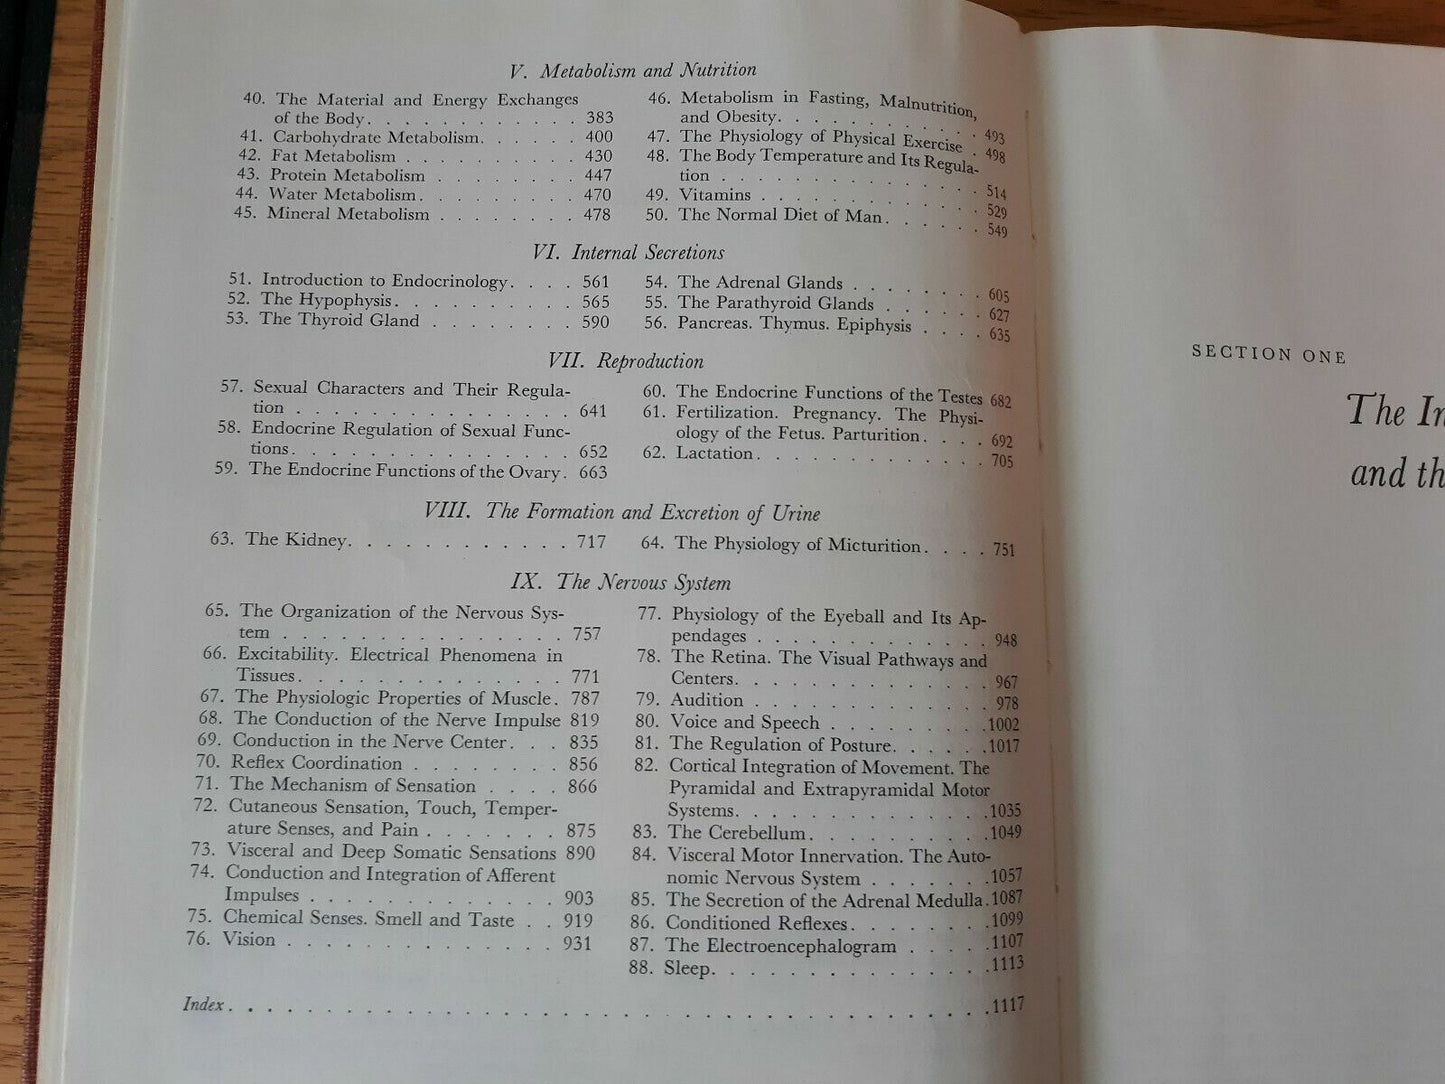 V. Metabolism and Nutrition
40. The Material and Energy Exchanges
of the Body. . . . . . . . . . . . 383
41. Carbohydrate Metabolism. . . . . . 400
42. Fat Metabolism . . . . . . . . . . 430
43. Protein Metabolism . . . . . . . . 447
44. Water Metabolism. . . . . . . . . 470
45. Mineral Metabolism . . . . . . . . 478
46. Metabolism in Fasting, Malnutrition,
and Obesity. . . . . . . . . . . 493
47. The Physiology of Physical Exercise . 498
48. The Body Temperature and Its Regula-
tion . . . . . . . . . . . . . . 514
49. Vitamins . . . . . . . . . . . . 529
50. The Normal Diet of Man. . . . . . 549
VI. Internal Secretions
51. Introduction to Endocrinology. . . . 561
52. The Hypophysis. . . . . . . . . . 565
53. The Thyroid Gland . . . . . . . . 590
54. The Adrenal Glands . . . . . . . . 605
55. The Parathyroid Glands . . . . . . 627
56. Pancreas. Thymus. Epiphysis . . . . 635
VII. Reproduction
57. Sexual Characters and Their Regula-
tion . . . . . . . . . . . . . . . 641
58. Endocrine Regulation of Sexual Func-
tions. . . . . . . . . . . . . . . 652
59. The Endocrine Functions of the Ovary. 663
60. The Endocrine Functions of the Testes 682
61. Fertilization. Pregnancy. The Physi-
ology of the Fetus. Parturition. . . . 692
62. Lactation. . . . . . . . . . . . . 705
VIII. The Formation and Excretion of Urine
63. The Kidney. . . . . . . . . . . . 717
64. The Physiology of Micturition. . . . 751
IX. The Nervous System
65. The Organization of the Nervous Sys-
tem . . . . . . . . . . . . . . . 757
66. Excitability. Electrical Phenomena in
Tissues. . . . . . . . . . . . . . 771
67. The Physiologic Properties of Muscle. 787
68. The Conduction of the Nerve Impulse 819
69. Conduction in the Nerve Center. . . 835
70. Reflex Coordination . . . . . . . . 856
71. The Mechanism of Sensation . . . . 866
72. Cutaneous Sensation, Touch, Temper-
ature Senses, and Pain . . . . . . . 875
73. Visceral and Deep Somatic Sensations 890
74. Conduction and Integration of Afferent
Impulses . . . . . . . . . . . . . 903
75. Chemical Senses. Smell and Taste . . 919
76. Vision . . . . . . . . . . . . . . 931
77. Physiology of the Eyeball and Its Ap-
pendages . . . . . . . . . . . . . 948
78. The Retina. The Visual Pathways and
Centers. . . . . . . . . . . . . . 967
79. Audition . . . . . . . . . . . . . 978
80. Voice and Speech . . . . . . . . .1002
81. The Regulation of Posture. . . . . .1017
82. Cortical Integration of Movement. The
Pyramidal and Extrapyramidal Motor
Systems. . . . . . . . . . . . . .1035
83. The Cerebellum. . . . . . . . . .1049
84. Visceral Motor Innervation. The Auto-
nomic Nervous System . . . . . . .1057
85. The Secretion of the Adrenal Medulla.1087
86. Conditioned Reflexes. . . . . . . .1099
87. The Electroencephalogram . . . . .1107
88. Sleep. . . . . . . . . . . . . . .1113
Index. . . . . . . . . . . . . . . . . . . . . . . . . . . . . . . . . . . . . .1117
SECTION ONE
The In
and th